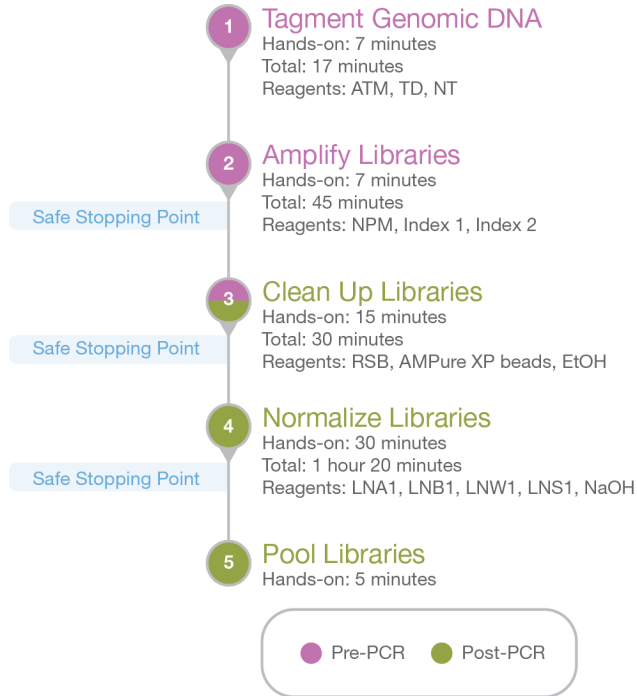 1
Tagment Genomic DNA
Hands-on: 7 minutes
Total: 17 minutes
Reagents: ATM, TD, NT
2
Amplify Libraries
Hands-on: 7 minutes
Total: 45 minutes
Reagents: NPM, Index 1, Index 2
Safe Stopping Point
3
Clean Up Libraries
Hands-on: 15 minutes
Total: 30 minutes
Reagents: RSB, AMPure XP beads, EtOH
Safe Stopping Point
4
Normalize Libraries
Hands-on: 30 minutes
Total: 1 hour 20 minutes
Reagents: LNA1, LNB1, LNW1, LNS1, NaOH
Safe Stopping Point
5
Pool Libraries
Hands-on: 5 minutes
Pre-PCR
Post-PCR